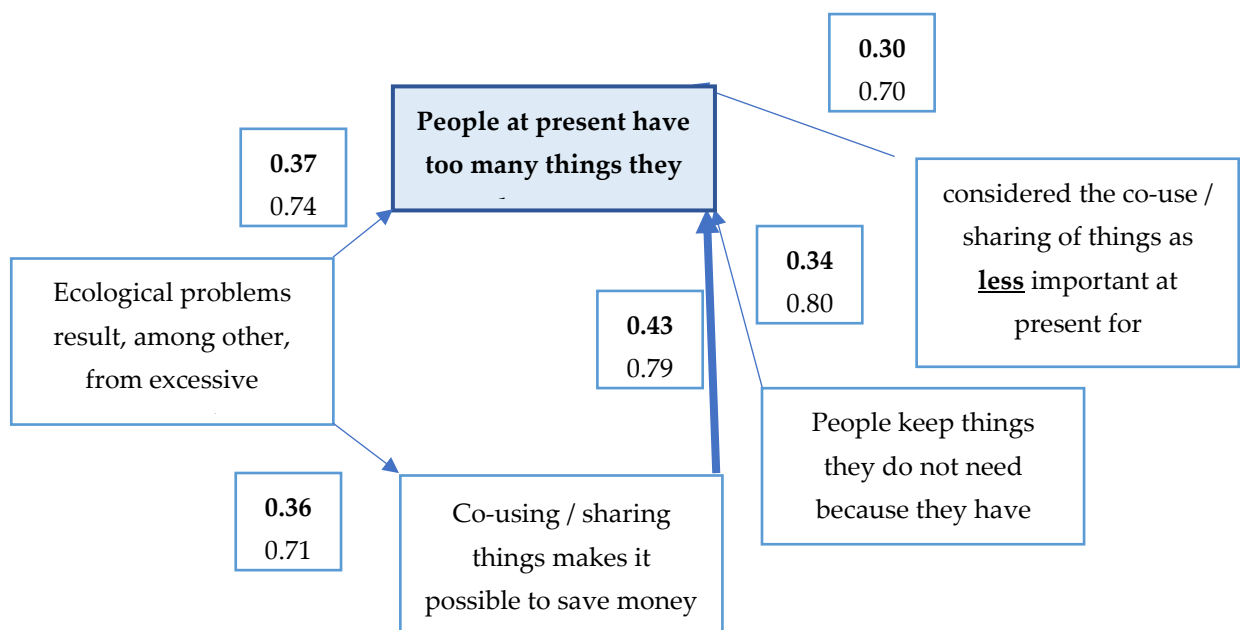 0.30
0.70
People at present have
too many things they
0.37
0.74
considered the co-use /
sharing of things as
less important at
present for
0.34
0.80
Ecological problems
result, among other,
from excessive
0.43
0.79
People keep things
they do not need
because they have
0.36
0.71
Co-using / sharing
things makes it
possible to save money